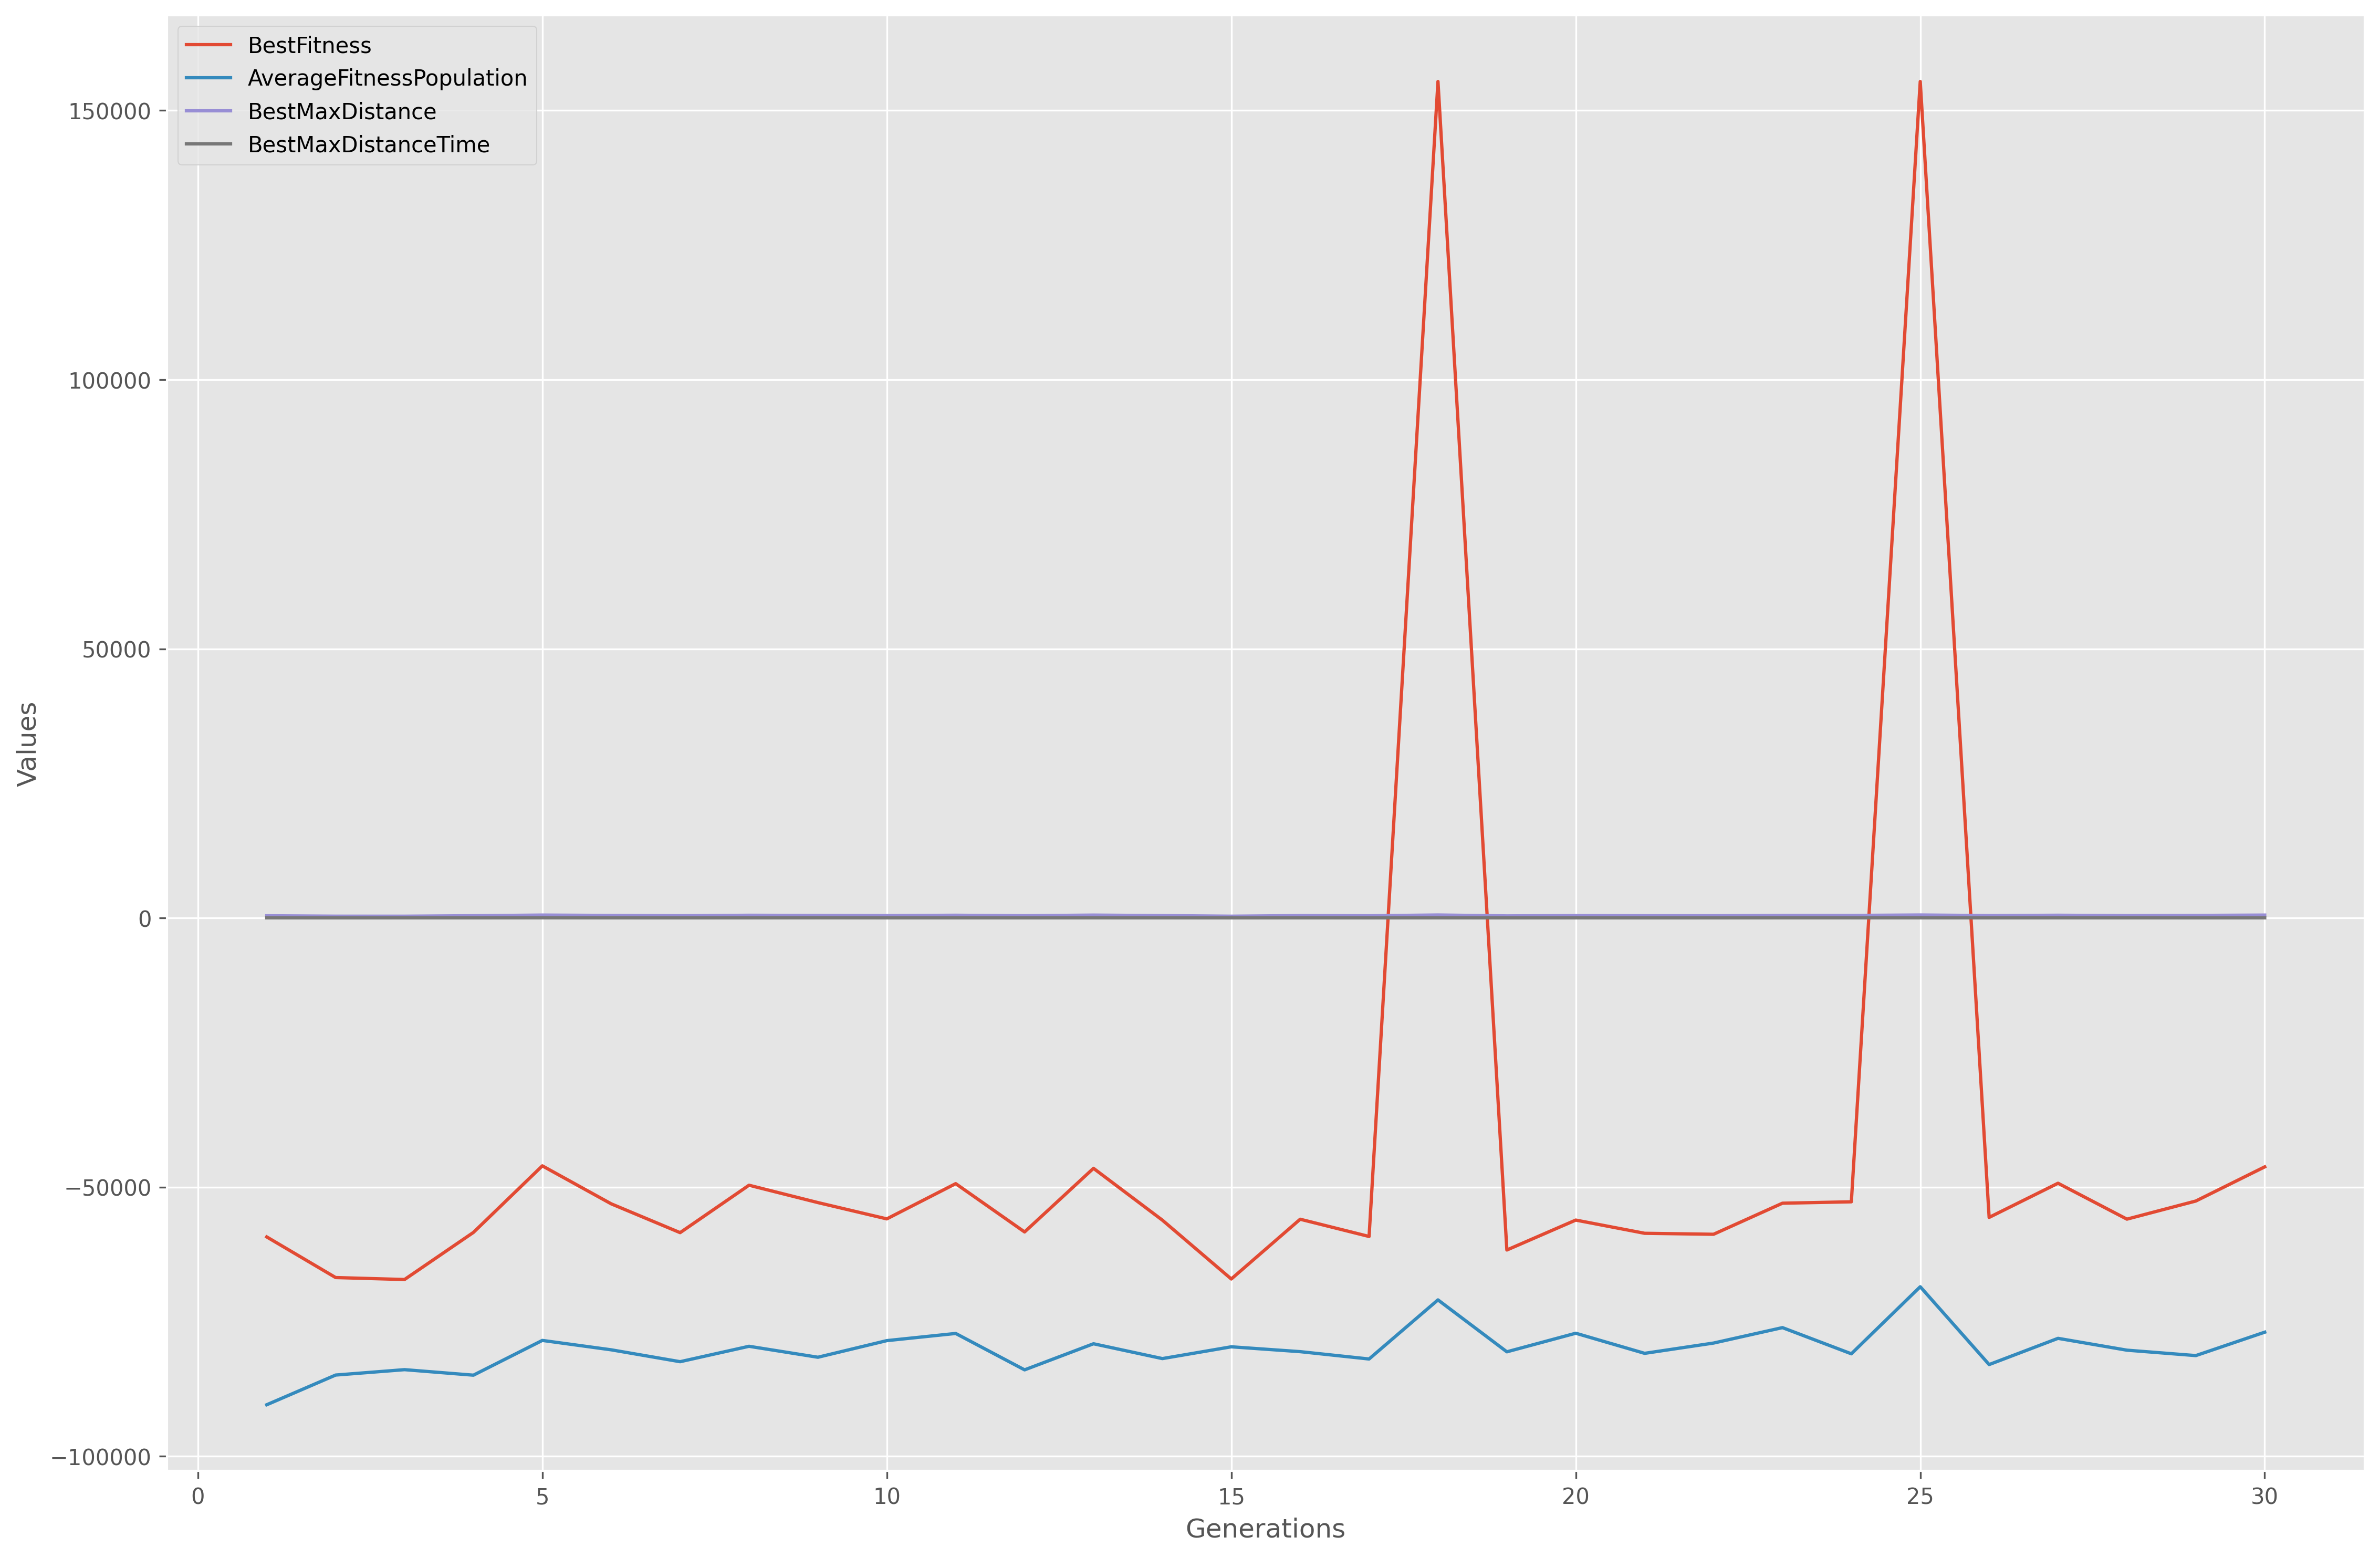 BestFitness
AverageFitnessPopulation
BestMaxDistance
BestMaxDistanceTime
150000
100000
50000
0
−50000
−100000
Values
0 5 10 15 20 25 30
Generations